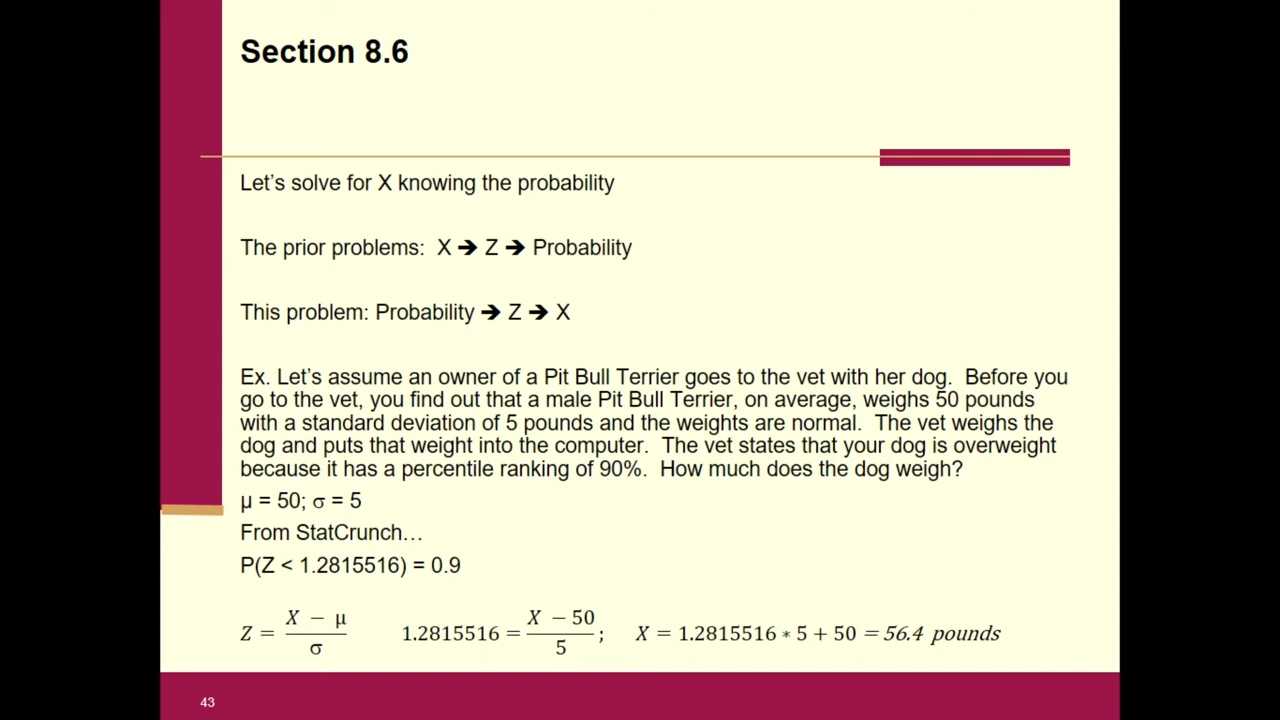 Section 8.6
Let's solve for X knowing the probability
The prior problems: X ➔ Z ➔ Probability
This problem: Probability ➔ Z ➔ X
Ex. Let's assume an owner of a Pit Bull Terrier goes to the vet with her dog. Before you
go to the vet, you find out that a male Pit Bull Terrier, on average, weighs 50 pounds
with a standard deviation of 5 pounds and the weights are normal. The vet weighs the
dog and puts that weight into the computer. The vet states that your dog is overweight
because it has a percentile ranking of 90%. How much does the dog weigh?
μ = 50; σ = 5
From StatCrunch…
P(Z < 1.2815516) = 0.9
Z = (X − μ)/σ 1.2815516 = (X − 50)/5; X = 1.2815516 * 5 + 50 = 56.4 pounds
43